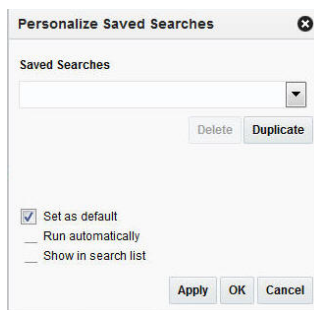 Personalize Saved Searches
Saved Searches
Delete Duplicate
Set as default
Run automatically
Show in search list
Apply OK Cancel